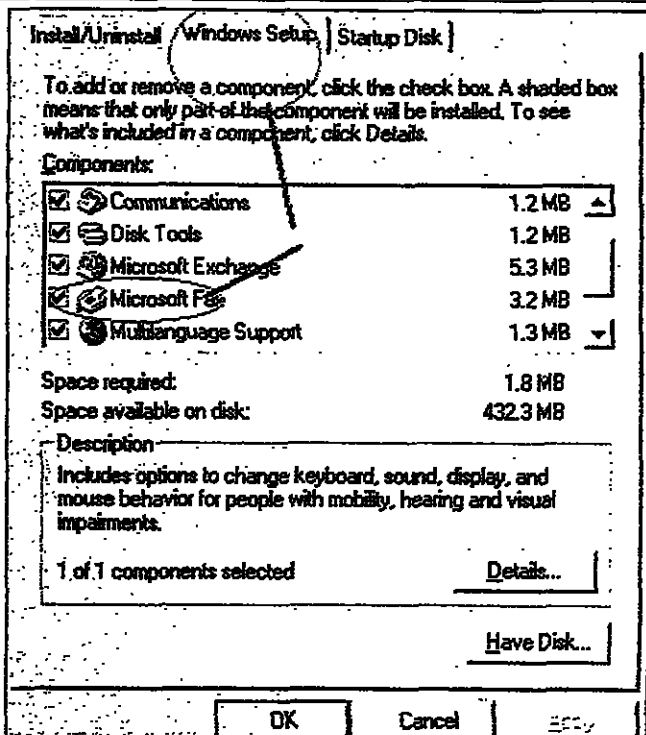 Install/Uninstall Windows Setup Startup Disk
To add or remove a component, click the check box. A shaded box
means that only part of the component will be installed. To see
what's included in a component, click Details.
Components:
Communications 1.2 MB
Disk Tools 1.2 MB
Microsoft Exchange 5.3 MB
Microsoft Fax 3.2 MB
Multilanguage Support 1.3 MB
Space required: 1.8 MB
Space available on disk: 432.3 MB
Description
Includes options to change keyboard, sound, display, and
mouse behavior for people with mobility, hearing and visual
impairments.
1 of 1 components selected Details...
Have Disk...
OK Cancel